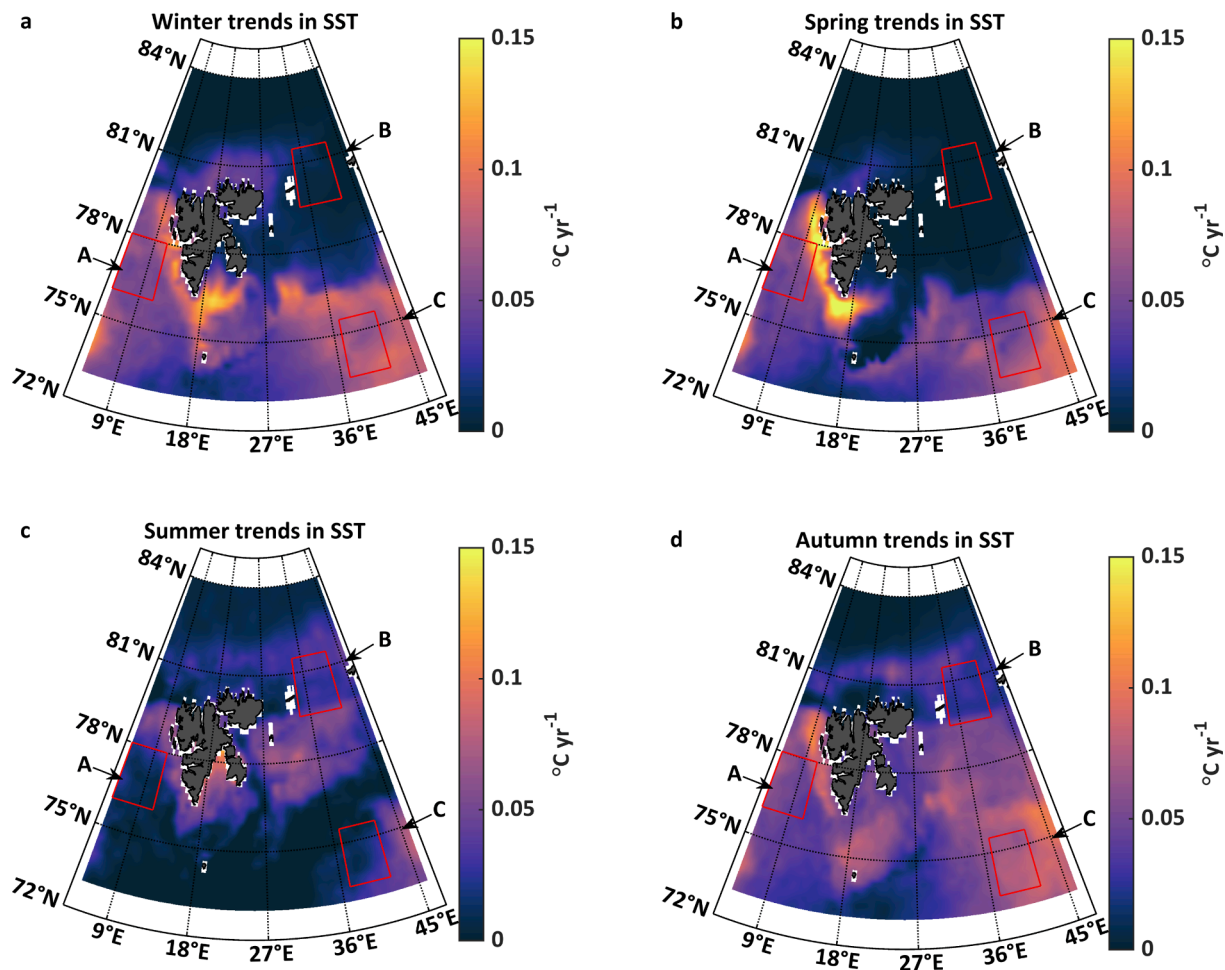 a
Winter trends in SST
84°N
81°N
78°N
75°N
72°N
9°E
18°E
27°E
36°E
45°E
A
B
C
0.15
0.1
0.05
0
°C yr⁻¹
b
Spring trends in SST
84°N
81°N
78°N
75°N
72°N
9°E
18°E
27°E
36°E
45°E
A
B
C
0.15
0.1
0.05
0
°C yr⁻¹
c
Summer trends in SST
84°N
81°N
78°N
75°N
72°N
9°E
18°E
27°E
36°E
45°E
A
B
C
0.15
0.1
0.05
0
°C yr⁻¹
d
Autumn trends in SST
84°N
81°N
78°N
75°N
72°N
9°E
18°E
27°E
36°E
45°E
A
B
C
0.15
0.1
0.05
0
°C yr⁻¹